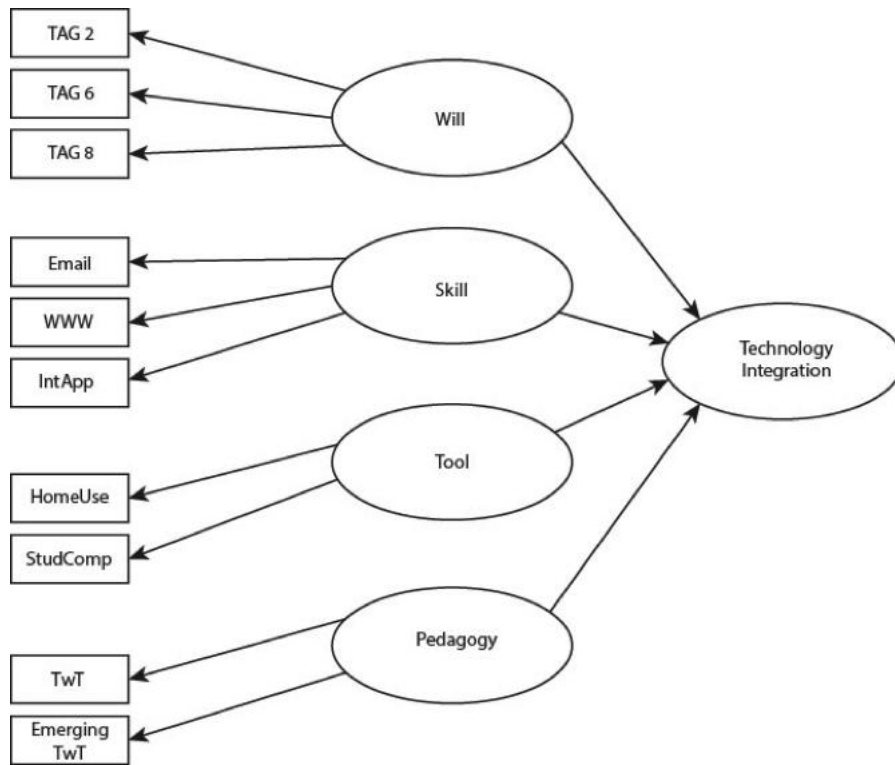 TAG 2
TAG 6
TAG 8
Will
Email
WWW
IntApp
Skill
Technology
Integration
HomeUse
StudComp
Tool
TwT
Emerging
TwT
Pedagogy